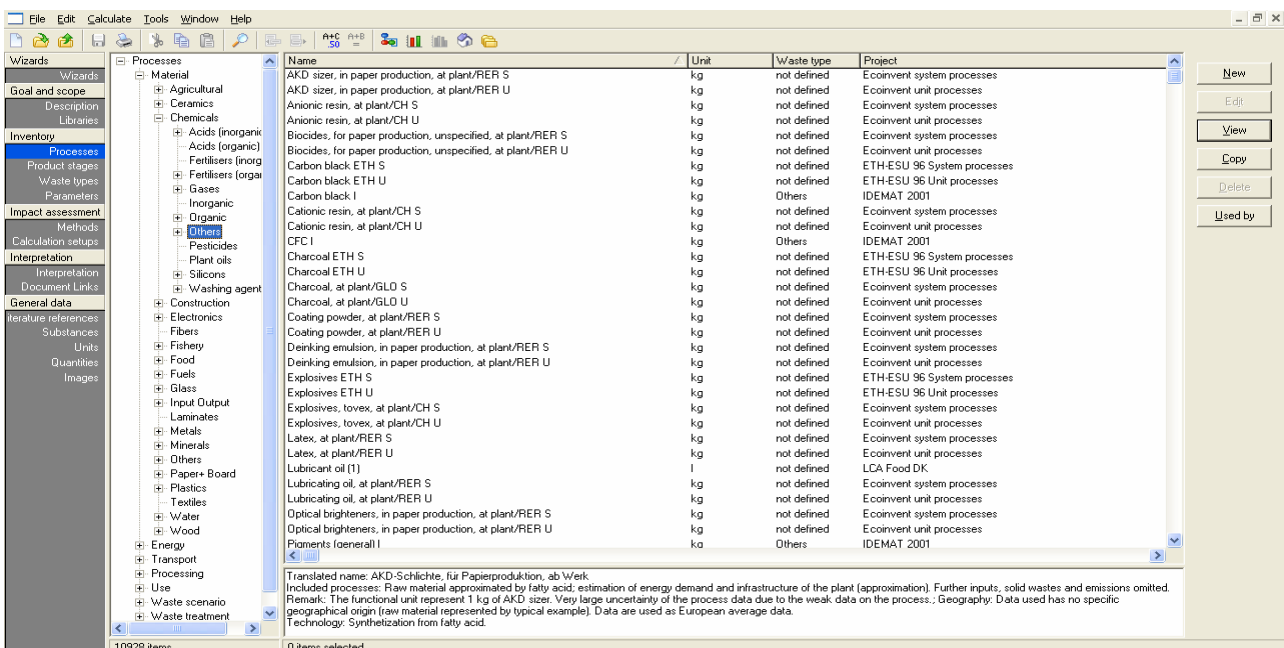 File Edit Calculate Tools Window Help
A+C .SO A+B =
Wizards
Wizards
Goal and scope
Description
Libraries
Inventory
Processes
Product stages
Waste types
Parameters
Impact assessment
Methods
Calculation setups
Interpretation
Interpretation
Document Links
General data
iterature references
Substances
Units
Quantities
Images
Processes
Material
Agricultural
Ceramics
Chemicals
Acids (inorganic
Acids (organic)
Fertilisers (inorg
Fertilisers (orgar
Gases
Inorganic
Organic
Others
Pesticides
Plant oils
Silicons
Washing agent
Construction
Electronics
Fibers
Fishery
Food
Fuels
Glass
Input Output
Laminates
Metals
Minerals
Others
Paper+ Board
Plastics
Textiles
Water
Wood
Energy
Transport
Processing
Use
Waste scenario
Waste treatment
Name Unit Waste type Project
AKD sizer, in paper production, at plant/RER S kg not defined Ecoinvent system processes
AKD sizer, in paper production, at plant/RER U kg not defined Ecoinvent unit processes
Anionic resin, at plant/CH S kg not defined Ecoinvent system processes
Anionic resin, at plant/CH U kg not defined Ecoinvent unit processes
Biocides, for paper production, unspecified, at plant/RER S kg not defined Ecoinvent system processes
Biocides, for paper production, unspecified, at plant/RER U kg not defined Ecoinvent unit processes
Carbon black ETH S kg not defined ETH-ESU 96 System processes
Carbon black ETH U kg not defined ETH-ESU 96 Unit processes
Carbon black I kg Others IDEMAT 2001
Cationic resin, at plant/CH S kg not defined Ecoinvent system processes
Cationic resin, at plant/CH U kg not defined Ecoinvent unit processes
CFC I kg Others IDEMAT 2001
Charcoal ETH S kg not defined ETH-ESU 96 System processes
Charcoal ETH U kg not defined ETH-ESU 96 Unit processes
Charcoal, at plant/GLO S kg not defined Ecoinvent system processes
Charcoal, at plant/GLO U kg not defined Ecoinvent unit processes
Coating powder, at plant/RER S kg not defined Ecoinvent system processes
Coating powder, at plant/RER U kg not defined Ecoinvent unit processes
Deinking emulsion, in paper production, at plant/RER S kg not defined Ecoinvent system processes
Deinking emulsion, in paper production, at plant/RER U kg not defined Ecoinvent unit processes
Explosives ETH S kg not defined ETH-ESU 96 System processes
Explosives ETH U kg not defined ETH-ESU 96 Unit processes
Explosives, tovex, at plant/CH S kg not defined Ecoinvent system processes
Explosives, tovex, at plant/CH U kg not defined Ecoinvent unit processes
Latex, at plant/RER S kg not defined Ecoinvent system processes
Latex, at plant/RER U kg not defined Ecoinvent unit processes
Lubricant oil (1) l not defined LCA Food DK
Lubricating oil, at plant/RER S kg not defined Ecoinvent system processes
Lubricating oil, at plant/RER U kg not defined Ecoinvent unit processes
Optical brighteners, in paper production, at plant/RER S kg not defined Ecoinvent system processes
Optical brighteners, in paper production, at plant/RER U kg not defined Ecoinvent unit processes
Pigments (general) I kg Others IDEMAT 2001
Translated name: AKD-Schlichte, für Papierproduktion, ab Werk
Included processes: Raw material approximated by fatty acid; estimation of energy demand and infrastructure of the plant (approximation). Further inputs, solid wastes and emissions omitted.
Remark: The functional unit represent 1 kg of AKD sizer. Very large uncertainty of the process data due to the weak data on the process.; Geography: Data used has no specific
geographical origin (raw material represented by typical example). Data are used as European average data.
Technology: Synthetization from fatty acid.
New
Edit
View
Copy
Delete
Used by
10928 items 0 items selected